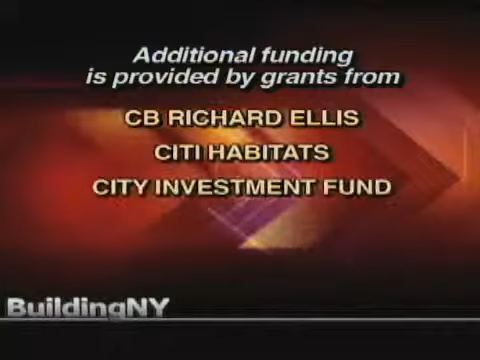 Additional funding
is provided by grants from
CB RICHARD ELLIS
CITI HABITATS
CITY INVESTMENT FUND
BuildingNY